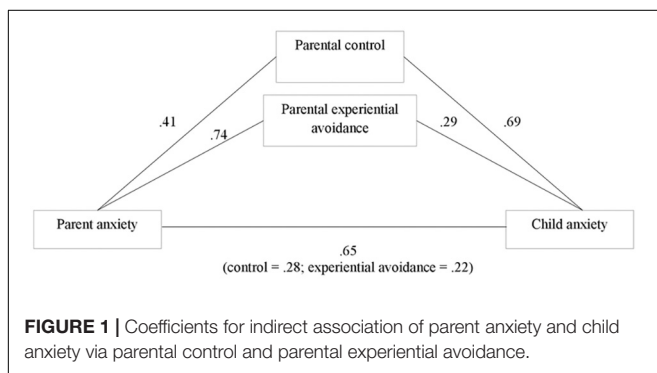 Parental control
Parental experiential
avoidance
.41
.74
.29
.69
Parent anxiety
Child anxiety
.65
(control = .28; experiential avoidance = .22)
FIGURE 1 | Coefficients for indirect association of parent anxiety and child
anxiety via parental control and parental experiential avoidance.